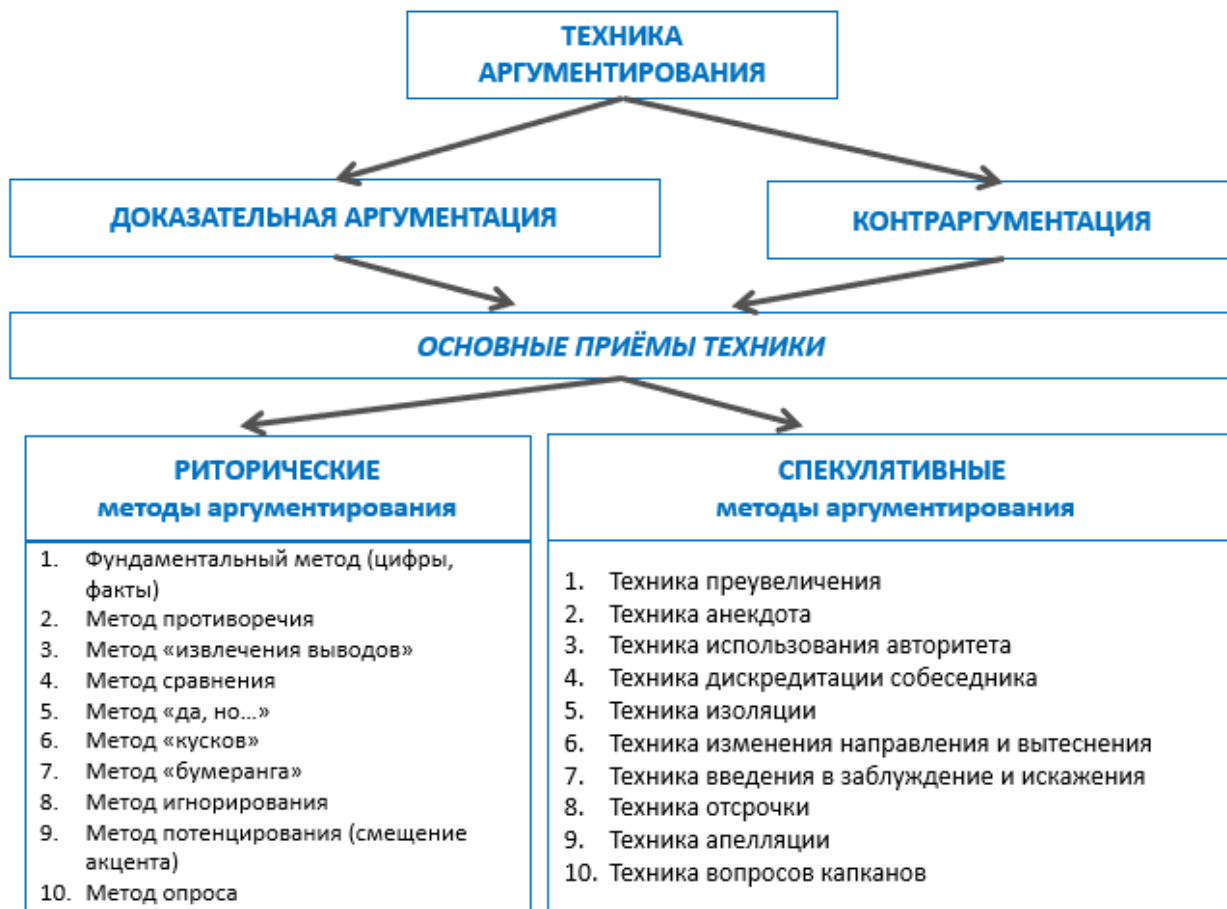 ТЕХНИКА
АРГУМЕНТИРОВАНИЯ
ДОКАЗАТЕЛЬНАЯ АРГУМЕНТАЦИЯ
КОНТРАРГУМЕНТАЦИЯ
ОСНОВНЫЕ ПРИЁМЫ ТЕХНИКИ
РИТОРИЧЕСКИЕ
методы аргументирования
1. Фундаментальный метод (цифры,
факты)
2. Метод противоречия
3. Метод «извлечения выводов»
4. Метод сравнения
5. Метод «да, но…»
6. Метод «кусков»
7. Метод «бумеранга»
8. Метод игнорирования
9. Метод потенцирования (смещение
акцента)
10. Метод опроса
СПЕКУЛЯТИВНЫЕ
методы аргументирования
1. Техника преувеличения
2. Техника анекдота
3. Техника использования авторитета
4. Техника дискредитации собеседника
5. Техника изоляции
6. Техника изменения направления и вытеснения
7. Техника введения в заблуждение и искажения
8. Техника отсрочки
9. Техника апелляции
10. Техника вопросов капканов